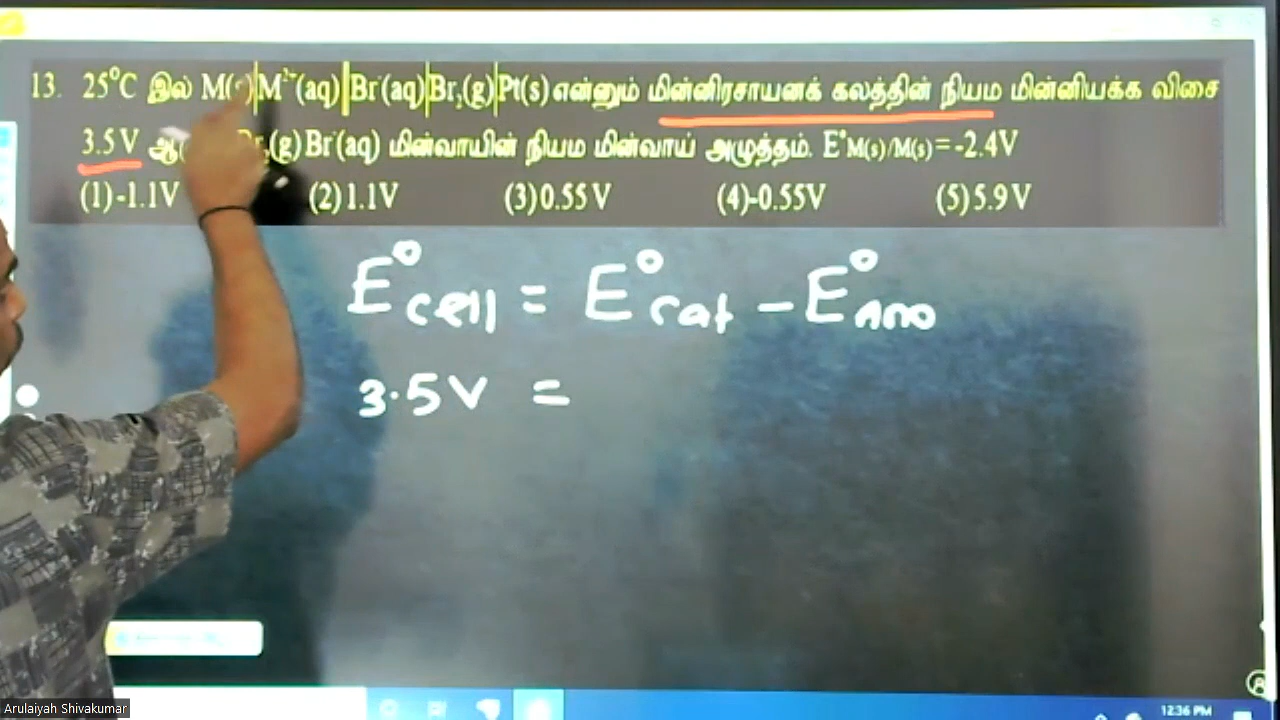 13. 25°C இல் M(s)|M²⁺(aq)||Br⁻(aq)|Br₂(g)|Pt(s) என்னும் மின்னிரசாயனக் கலத்தின் நியம மின்னியக்க விசை
3.5V (g)Br⁻(aq) மின்வாயின் நியம மின்வாய் அழுத்தம். E°M(s)/M(s)=-2.4V
(1)-1.1V (2)1.1V (3)0.55V (4)-0.55V (5)5.9V
E°cell = E°cat - E°Ano
3.5V =
Arulaiyah Shivakumar
12:36 PM